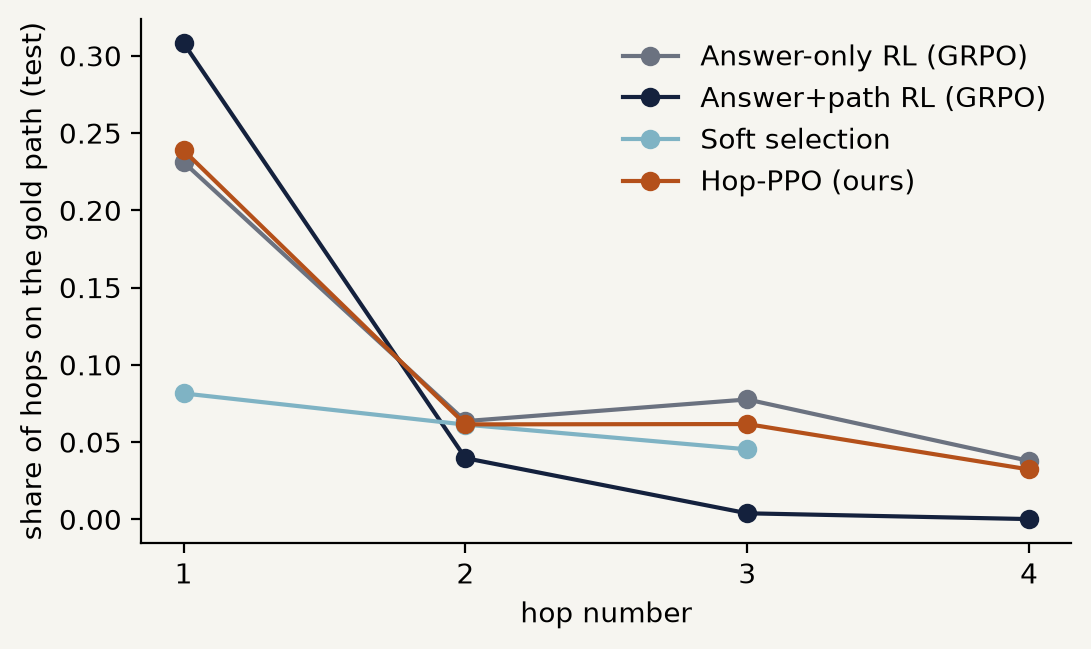 share of hops on the gold path (test)
0.30
0.25
0.20
0.15
0.10
0.05
0.00
Answer-only RL (GRPO)
Answer+path RL (GRPO)
Soft selection
Hop-PPO (ours)
1 2 3 4
hop number